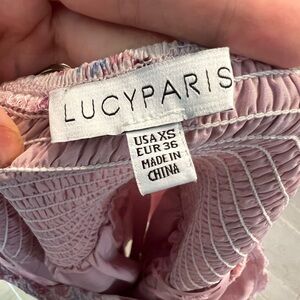 LUCYPARIS
USA XS
EUR 36
MADE IN
CHINA